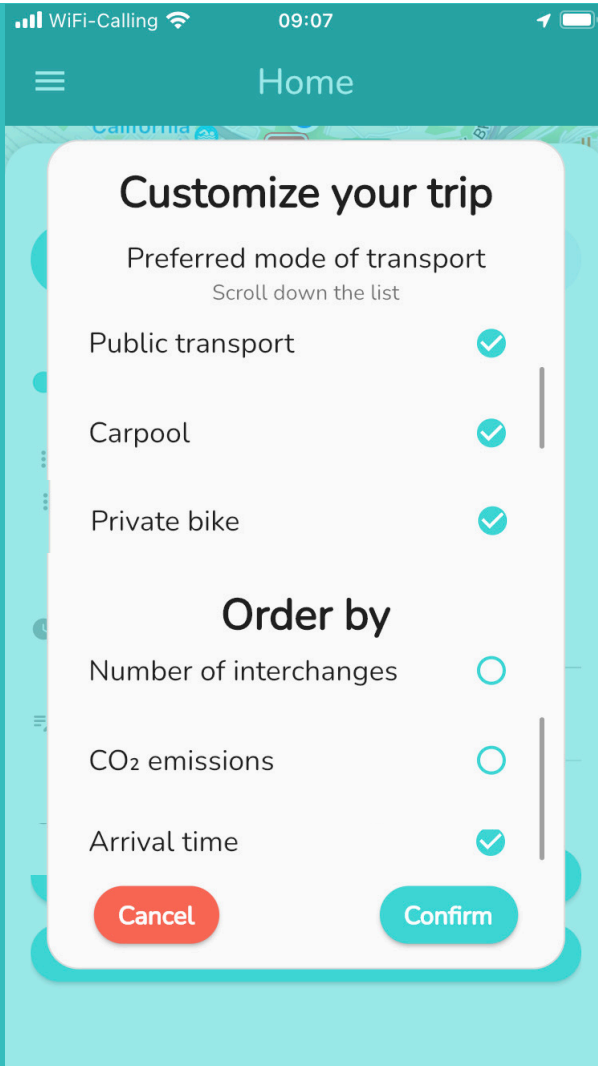 WiFi-Calling 09:07
Home
California
Customize your trip
Preferred mode of transport
Scroll down the list
Public transport
Carpool
Private bike
Order by
Number of interchanges
CO₂ emissions
Arrival time
Cancel Confirm